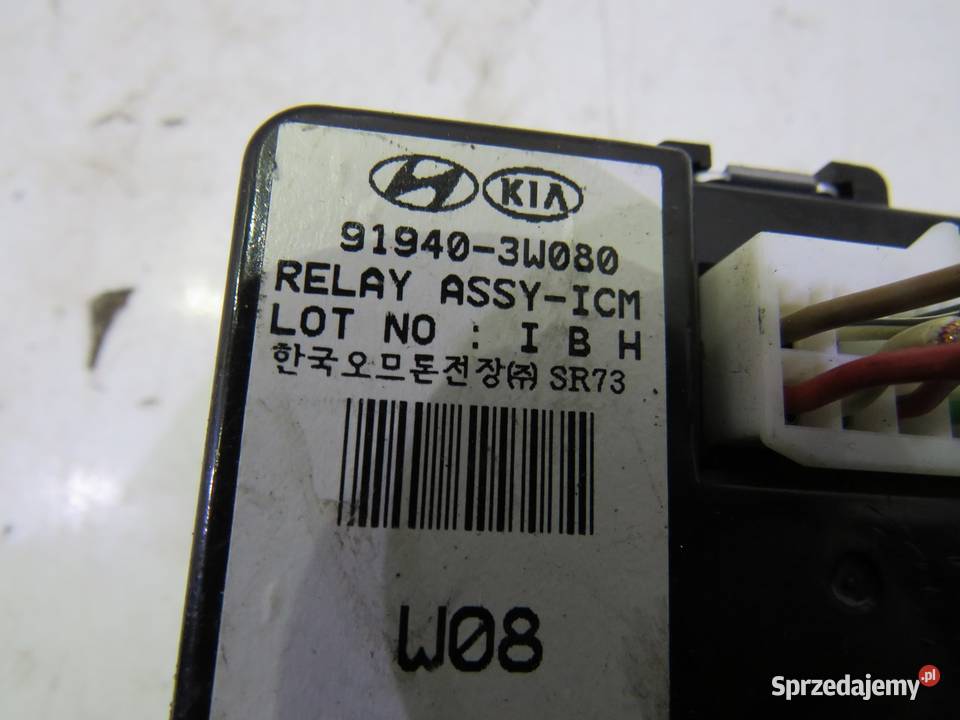 KIA
91940-3W080
RELAY ASSY-ICM
LOT NO : I B H
한국오므론전장㈜ SR73
W08
Sprzedajemy.pl